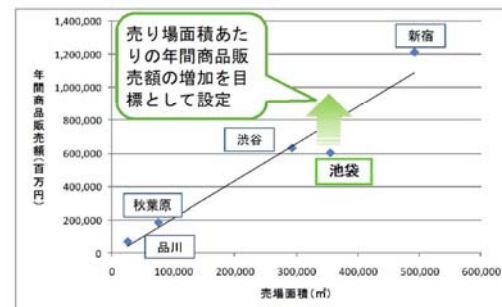 売り場面積あた
りの年間商品販
売額の増加を目
標として設定
年間商品販売額(百万円)
1,400,000
1,200,000
1,000,000
800,000
600,000
400,000
200,000
0
新宿
渋谷
池袋
秋葉原
品川
0
100,000
200,000
300,000
400,000
500,000
600,000
売場面積(㎡)